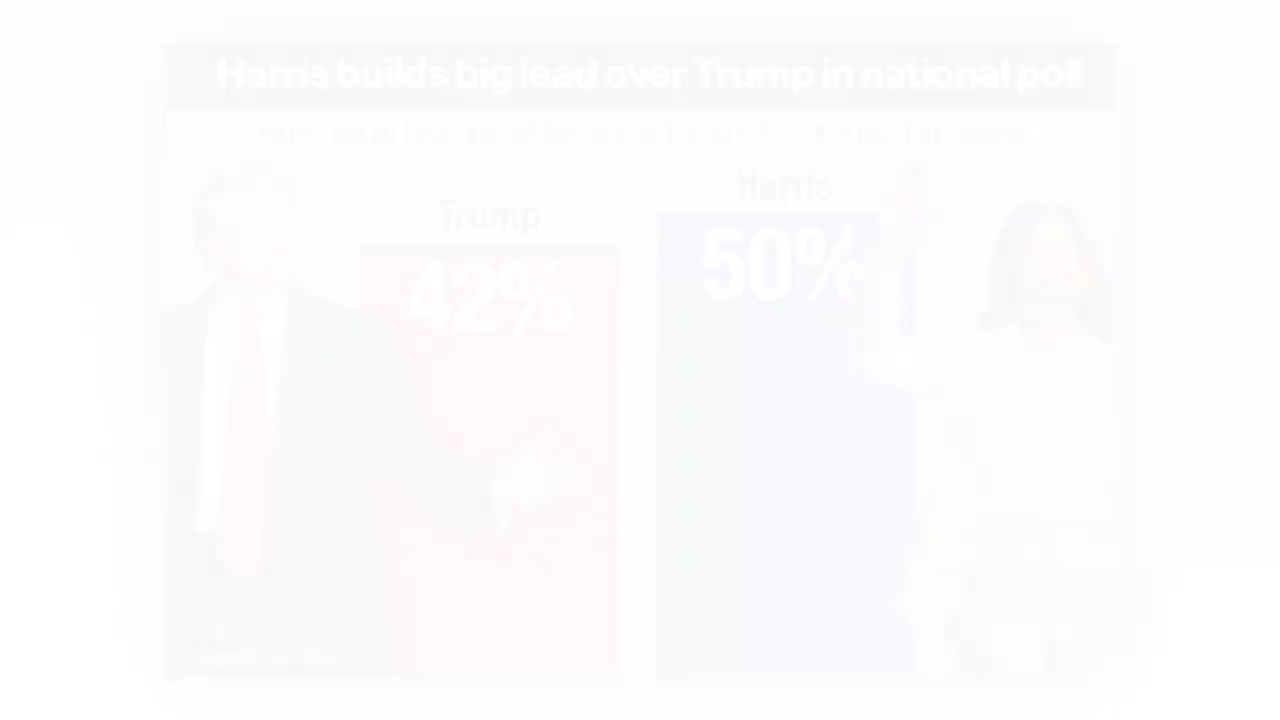 Harris builds big lead over Trump in national poll
Harris
Trump
50%
42%